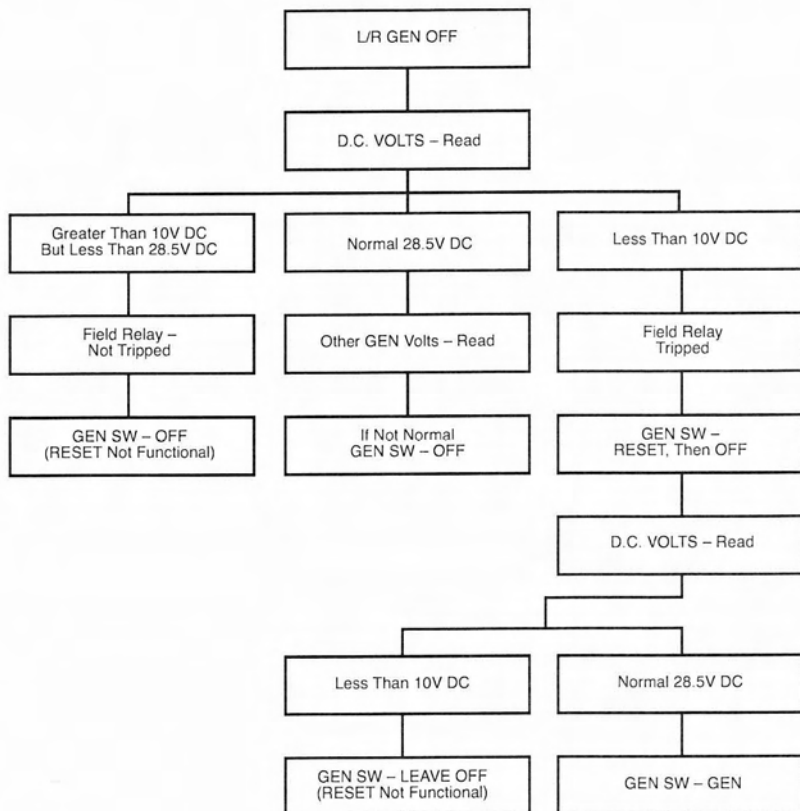 L/R GEN OFF
D.C. VOLTS – Read
Greater Than 10V DC
But Less Than 28.5V DC
Normal 28.5V DC
Less Than 10V DC
Field Relay –
Not Tripped
Other GEN Volts – Read
Field Relay
Tripped
GEN SW – OFF
(RESET Not Functional)
If Not Normal
GEN SW – OFF
GEN SW –
RESET, Then OFF
D.C. VOLTS – Read
Less Than 10V DC
Normal 28.5V DC
GEN SW – LEAVE OFF
(RESET Not Functional)
GEN SW – GEN